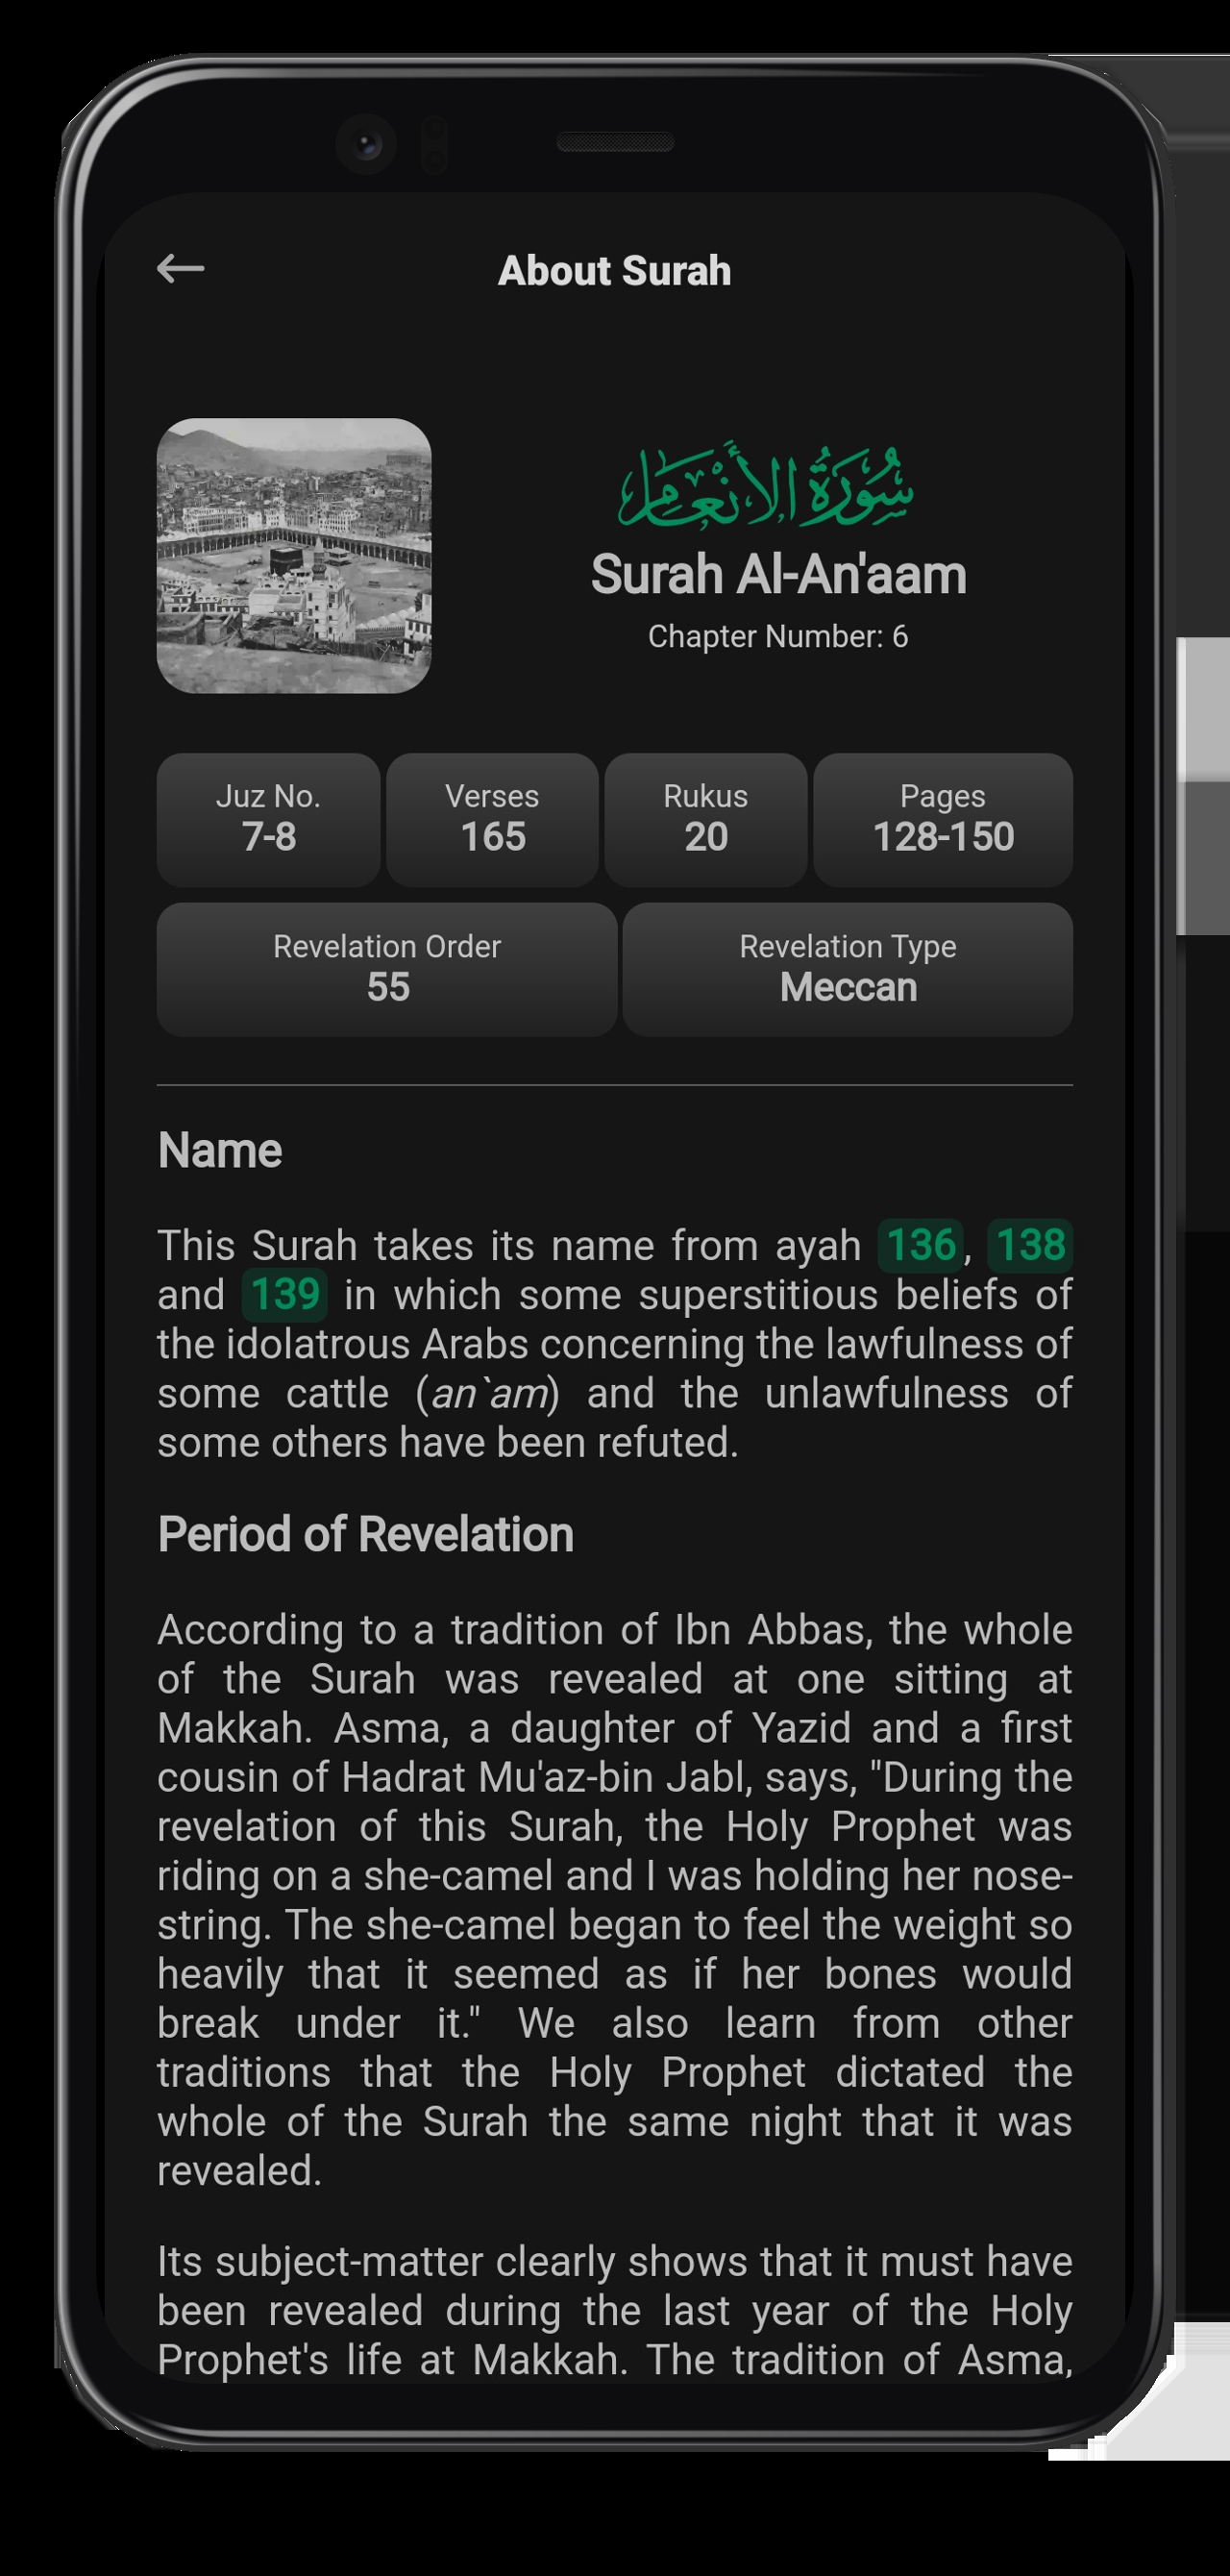 About Surah
سُورَةُ الأَنْعَام
Surah Al-An'aam
Chapter Number: 6
Juz No.
7-8
Verses
165
Rukus
20
Pages
128-150
Revelation Order
55
Revelation Type
Meccan
Name
This Surah takes its name from ayah 136, 138
and 139 in which some superstitious beliefs of
the idolatrous Arabs concerning the lawfulness of
some cattle (an`am) and the unlawfulness of
some others have been refuted.
Period of Revelation
According to a tradition of Ibn Abbas, the whole
of the Surah was revealed at one sitting at
Makkah. Asma, a daughter of Yazid and a first
cousin of Hadrat Mu'az-bin Jabl, says, "During the
revelation of this Surah, the Holy Prophet was
riding on a she-camel and I was holding her nose-
string. The she-camel began to feel the weight so
heavily that it seemed as if her bones would
break under it." We also learn from other
traditions that the Holy Prophet dictated the
whole of the Surah the same night that it was
revealed.
Its subject-matter clearly shows that it must have
been revealed during the last year of the Holy
Prophet's life at Makkah. The tradition of Asma,